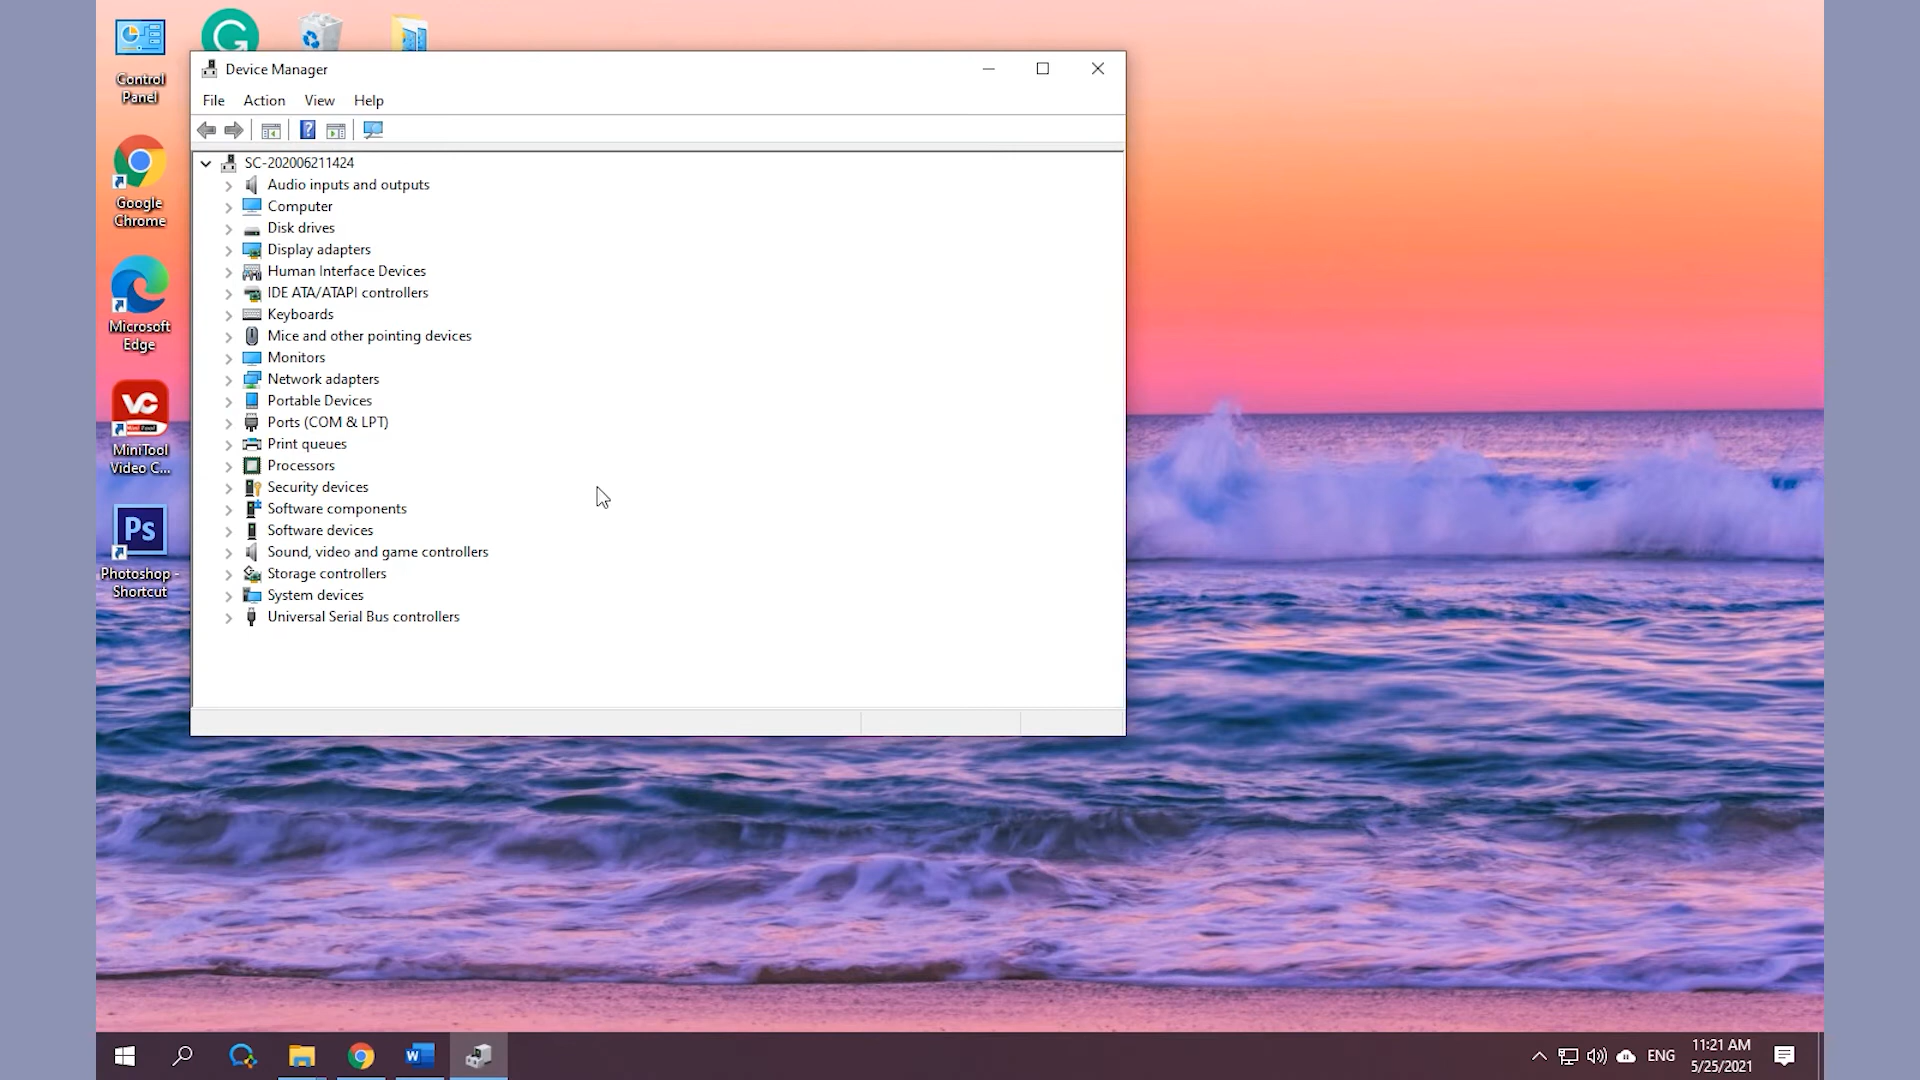 Control
Panel
Google
Chrome
Microsoft
Edge
VC
Mini Tool
MiniTool
Video C...
Ps
Photoshop -
Shortcut
G
Device Manager
File Action View Help
?
SC-202006211424
Audio inputs and outputs
Computer
Disk drives
Display adapters
Human Interface Devices
IDE ATA/ATAPI controllers
Keyboards
Mice and other pointing devices
Monitors
Network adapters
Portable Devices
Ports (COM & LPT)
Print queues
Processors
Security devices
Software components
Software devices
Sound, video and game controllers
Storage controllers
System devices
Universal Serial Bus controllers
W
ENG
11:21 AM
5/25/2021